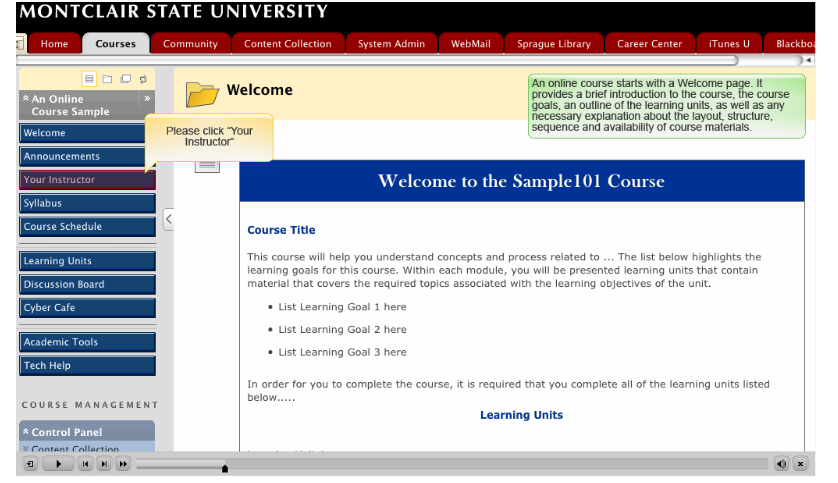 MONTCLAIR STATE UNIVERSITY
Home
Courses
Community
Content Collection
System Admin
WebMail
Sprague Library
Career Center
iTunes U
Blackboa
An Online
Course Sample
Welcome
Announcements
Your Instructor
Syllabus
Course Schedule
Learning Units
Discussion Board
Cyber Cafe
Academic Tools
Tech Help
COURSE MANAGEMENT
Control Panel
Content Collection
Please click "Your
Instructor"
Welcome
An online course starts with a Welcome page. It
provides a brief introduction to the course, the course
goals, an outline of the learning units, as well as any
necessary explanation about the layout, structure,
sequence and availability of course materials.
Welcome to the Sample101 Course
Course Title
This course will help you understand concepts and process related to ... The list below highlights the
learning goals for this course. Within each module, you will be presented learning units that contain
material that covers the required topics associated with the learning objectives of the unit.
• List Learning Goal 1 here
• List Learning Goal 2 here
• List Learning Goal 3 here
In order for you to complete the course, it is required that you complete all of the learning units listed
below.....
Learning Units